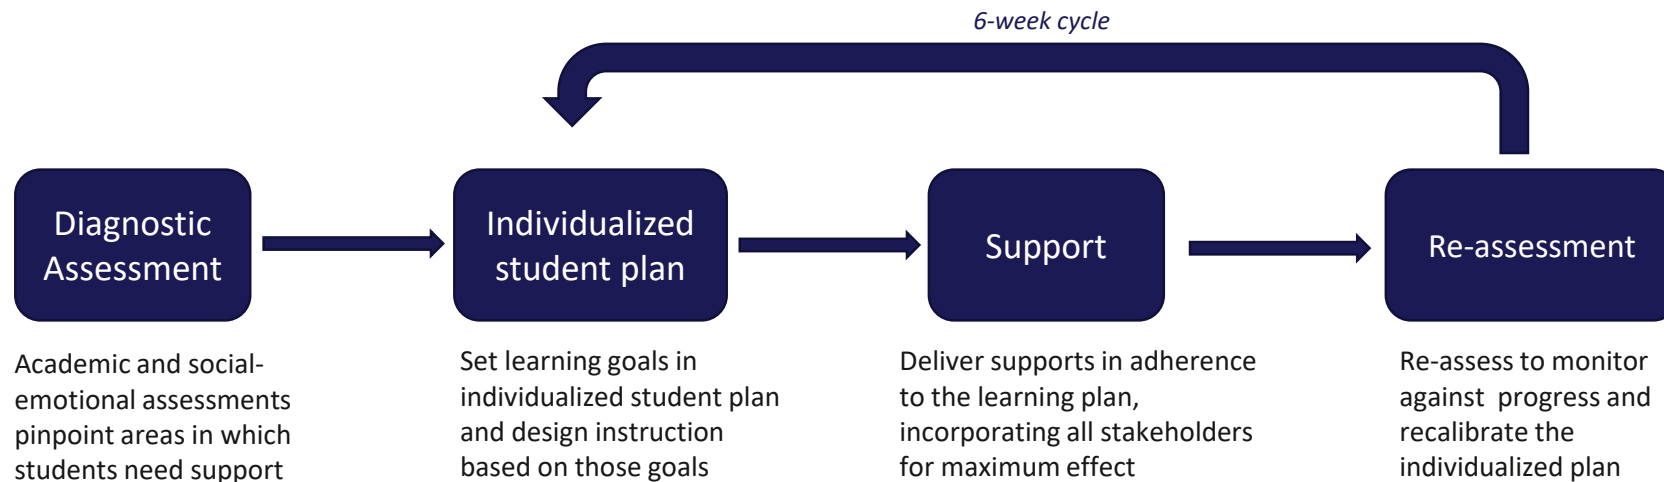 6-week cycle
Diagnostic
Assessment
Individualized
student plan
Support
Re-assessment
Academic and social-
emotional assessments
pinpoint areas in which
students need support
Set learning goals in
individualized student plan
and design instruction
based on those goals
Deliver supports in adherence
to the learning plan,
incorporating all stakeholders
for maximum effect
Re-assess to monitor
against  progress and
recalibrate the
individualized plan